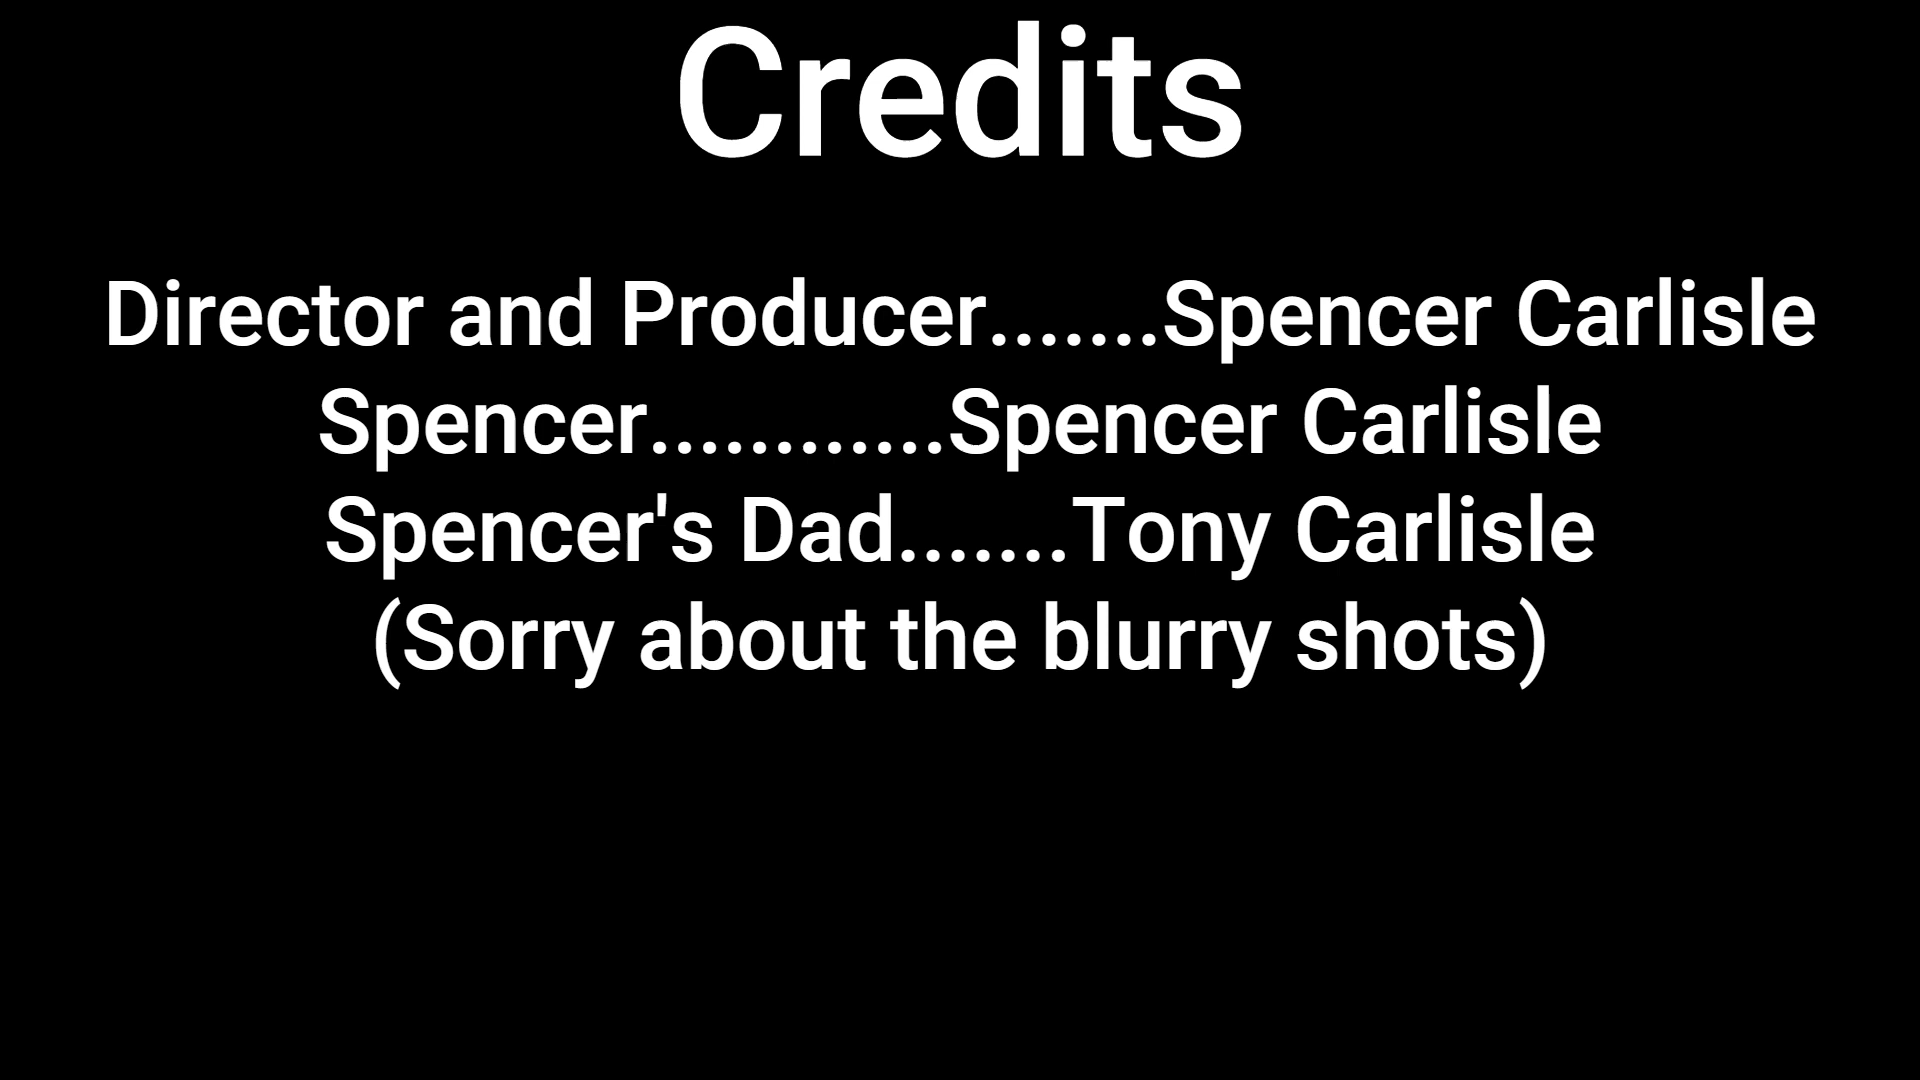 Credits
Director and Producer.......Spencer Carlisle
Spencer............Spencer Carlisle
Spencer's Dad.......Tony Carlisle
(Sorry about the blurry shots)